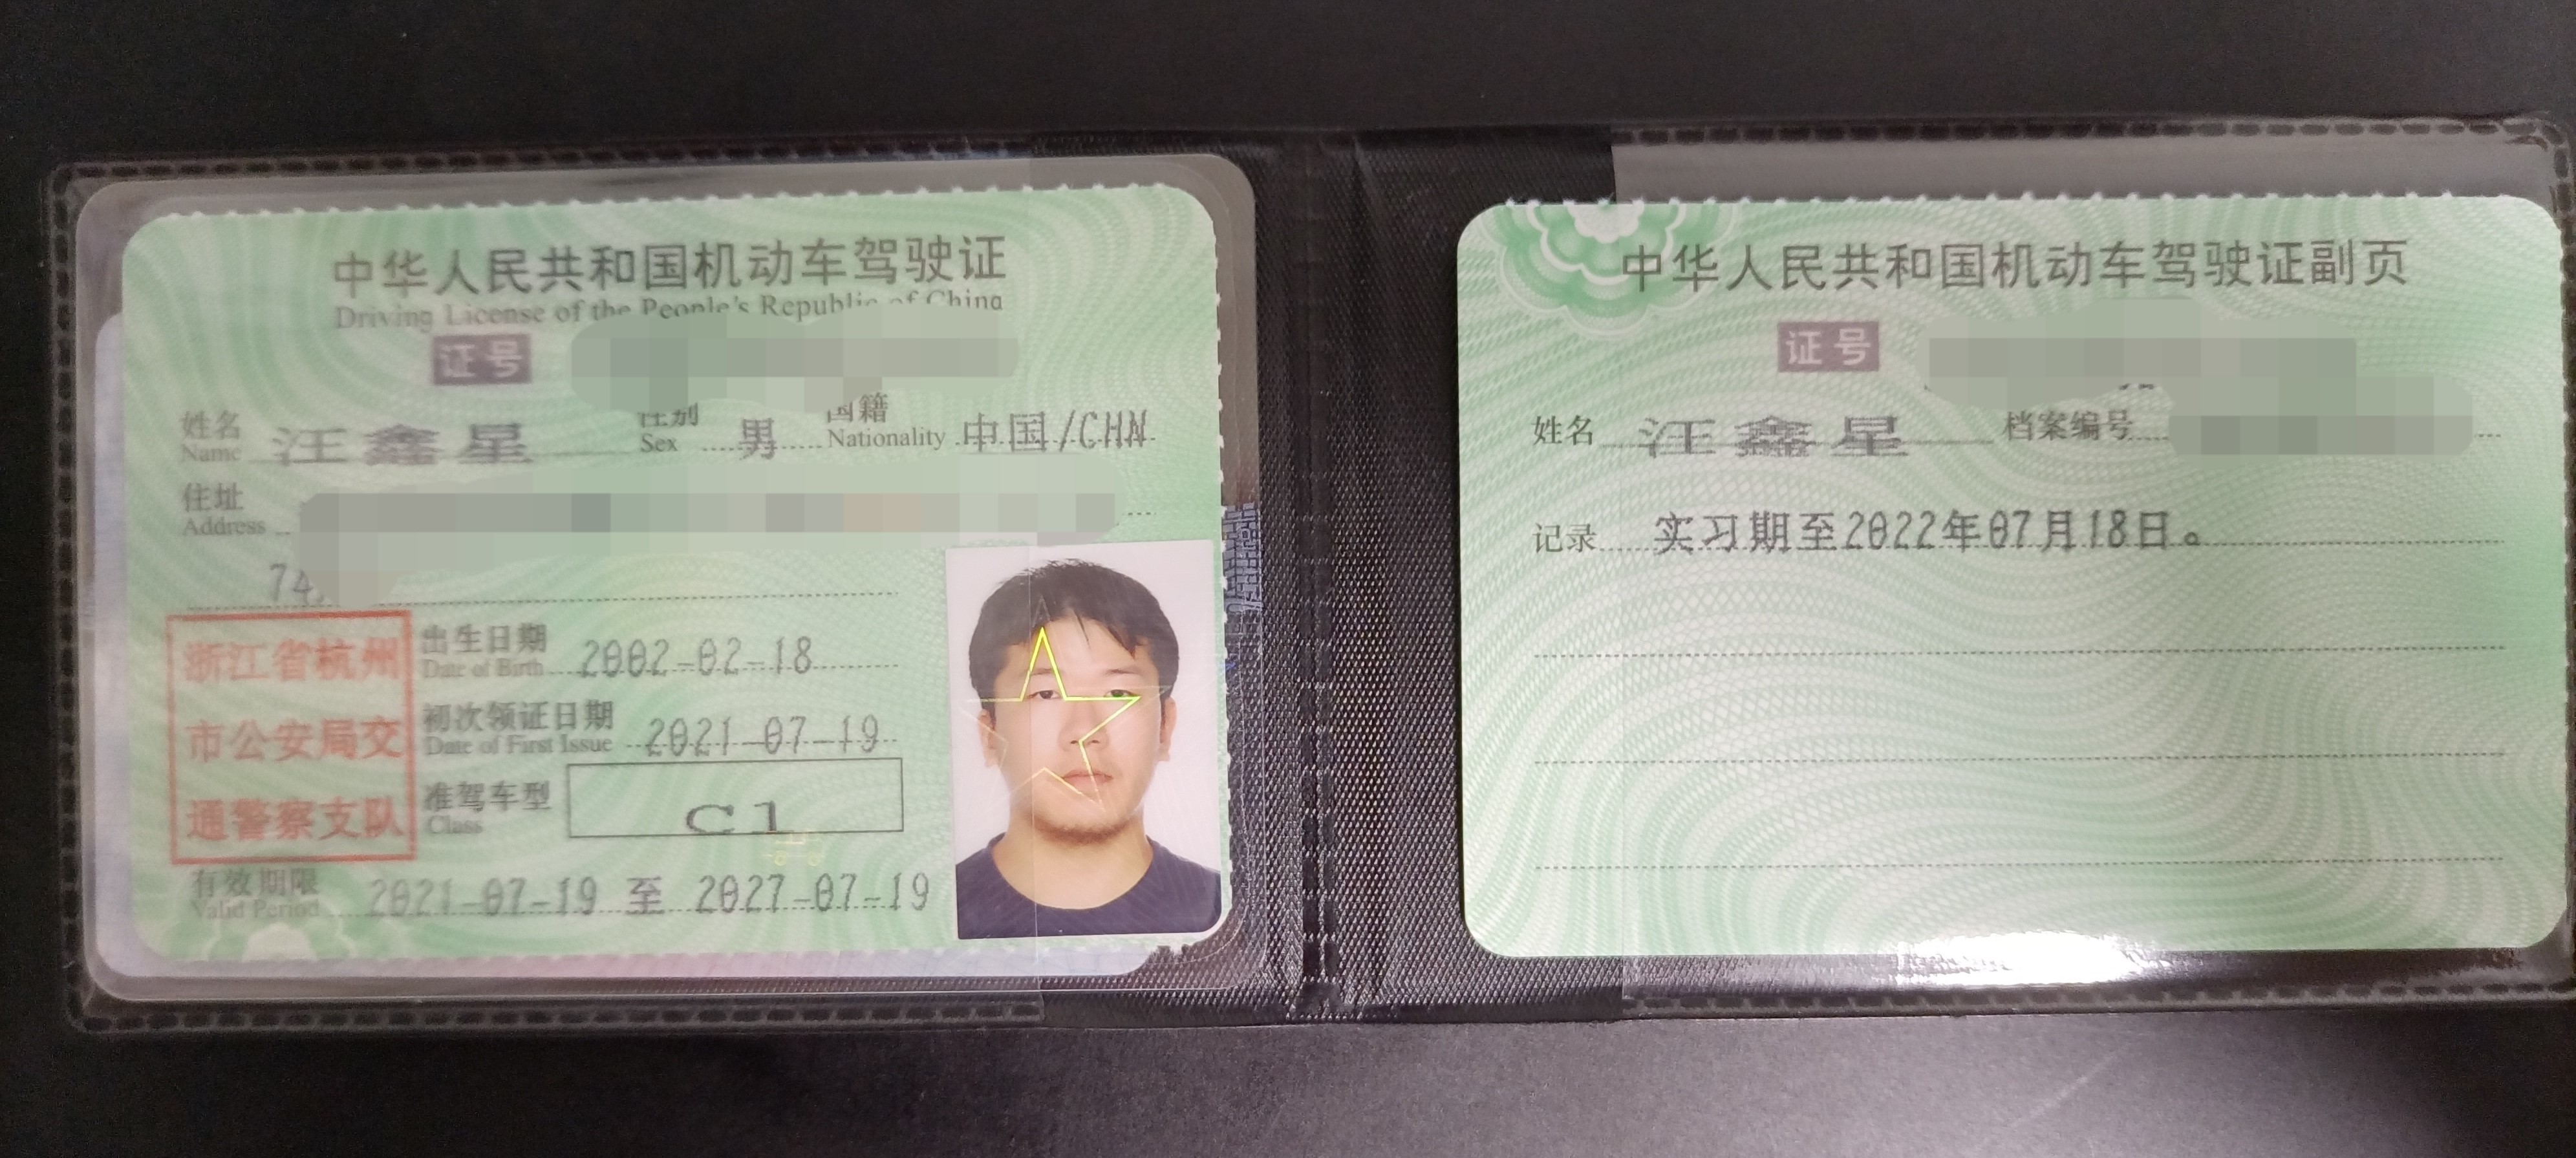 中华人民共和国机动车驾驶证
Driving License of the People's Republic of China
证号
姓名 汪鑫星 性别 男 国籍 中国/CHN
Name Sex Nationality
住址
Address
74
浙江省杭州
市公安局交
通警察支队
出生日期 2002-02-18
Date of Birth
初次领证日期 2021-07-19
Date of First Issue
准驾车型 C1
Class
有效期限 2021-07-19 至 2027-07-19
Valid Period
中华人民共和国机动车驾驶证副页
证号
姓名 汪鑫星 档案编号
记录 实习期至2022年07月18日。